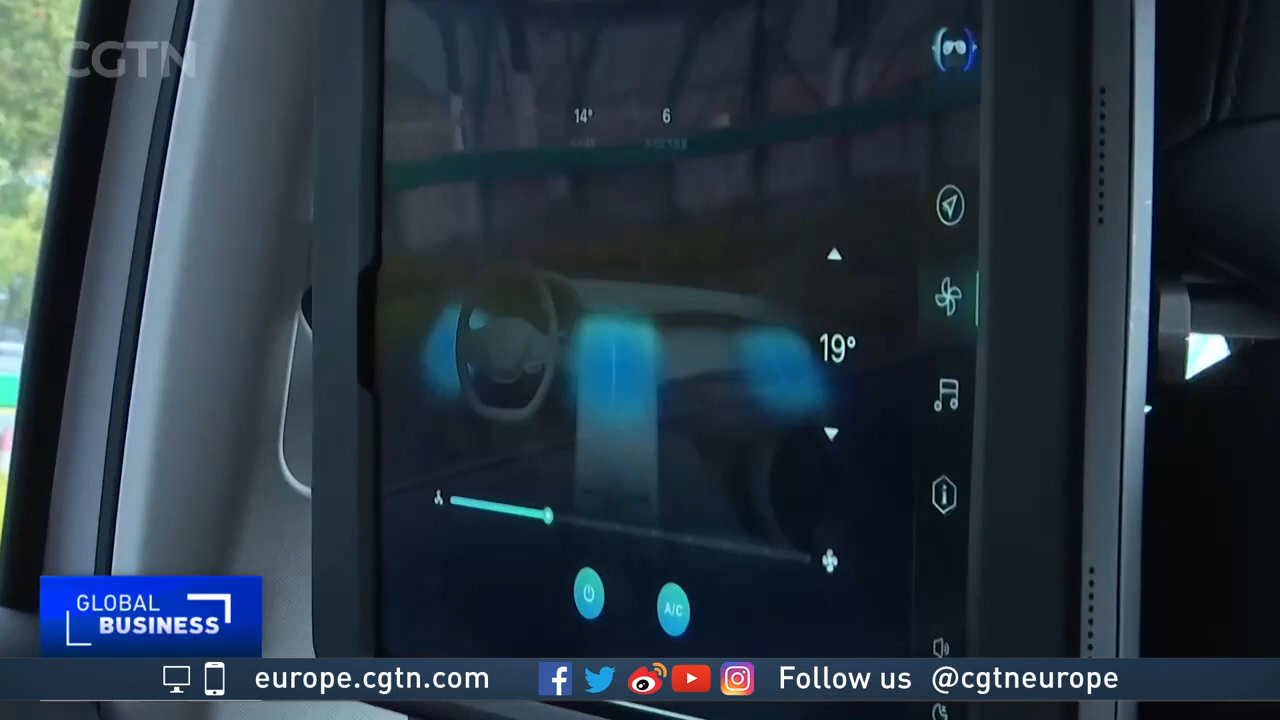 CGTN
14° 6
19°
A/C
GLOBAL
BUSINESS
europe.cgtn.com
Follow us @cgtneurope